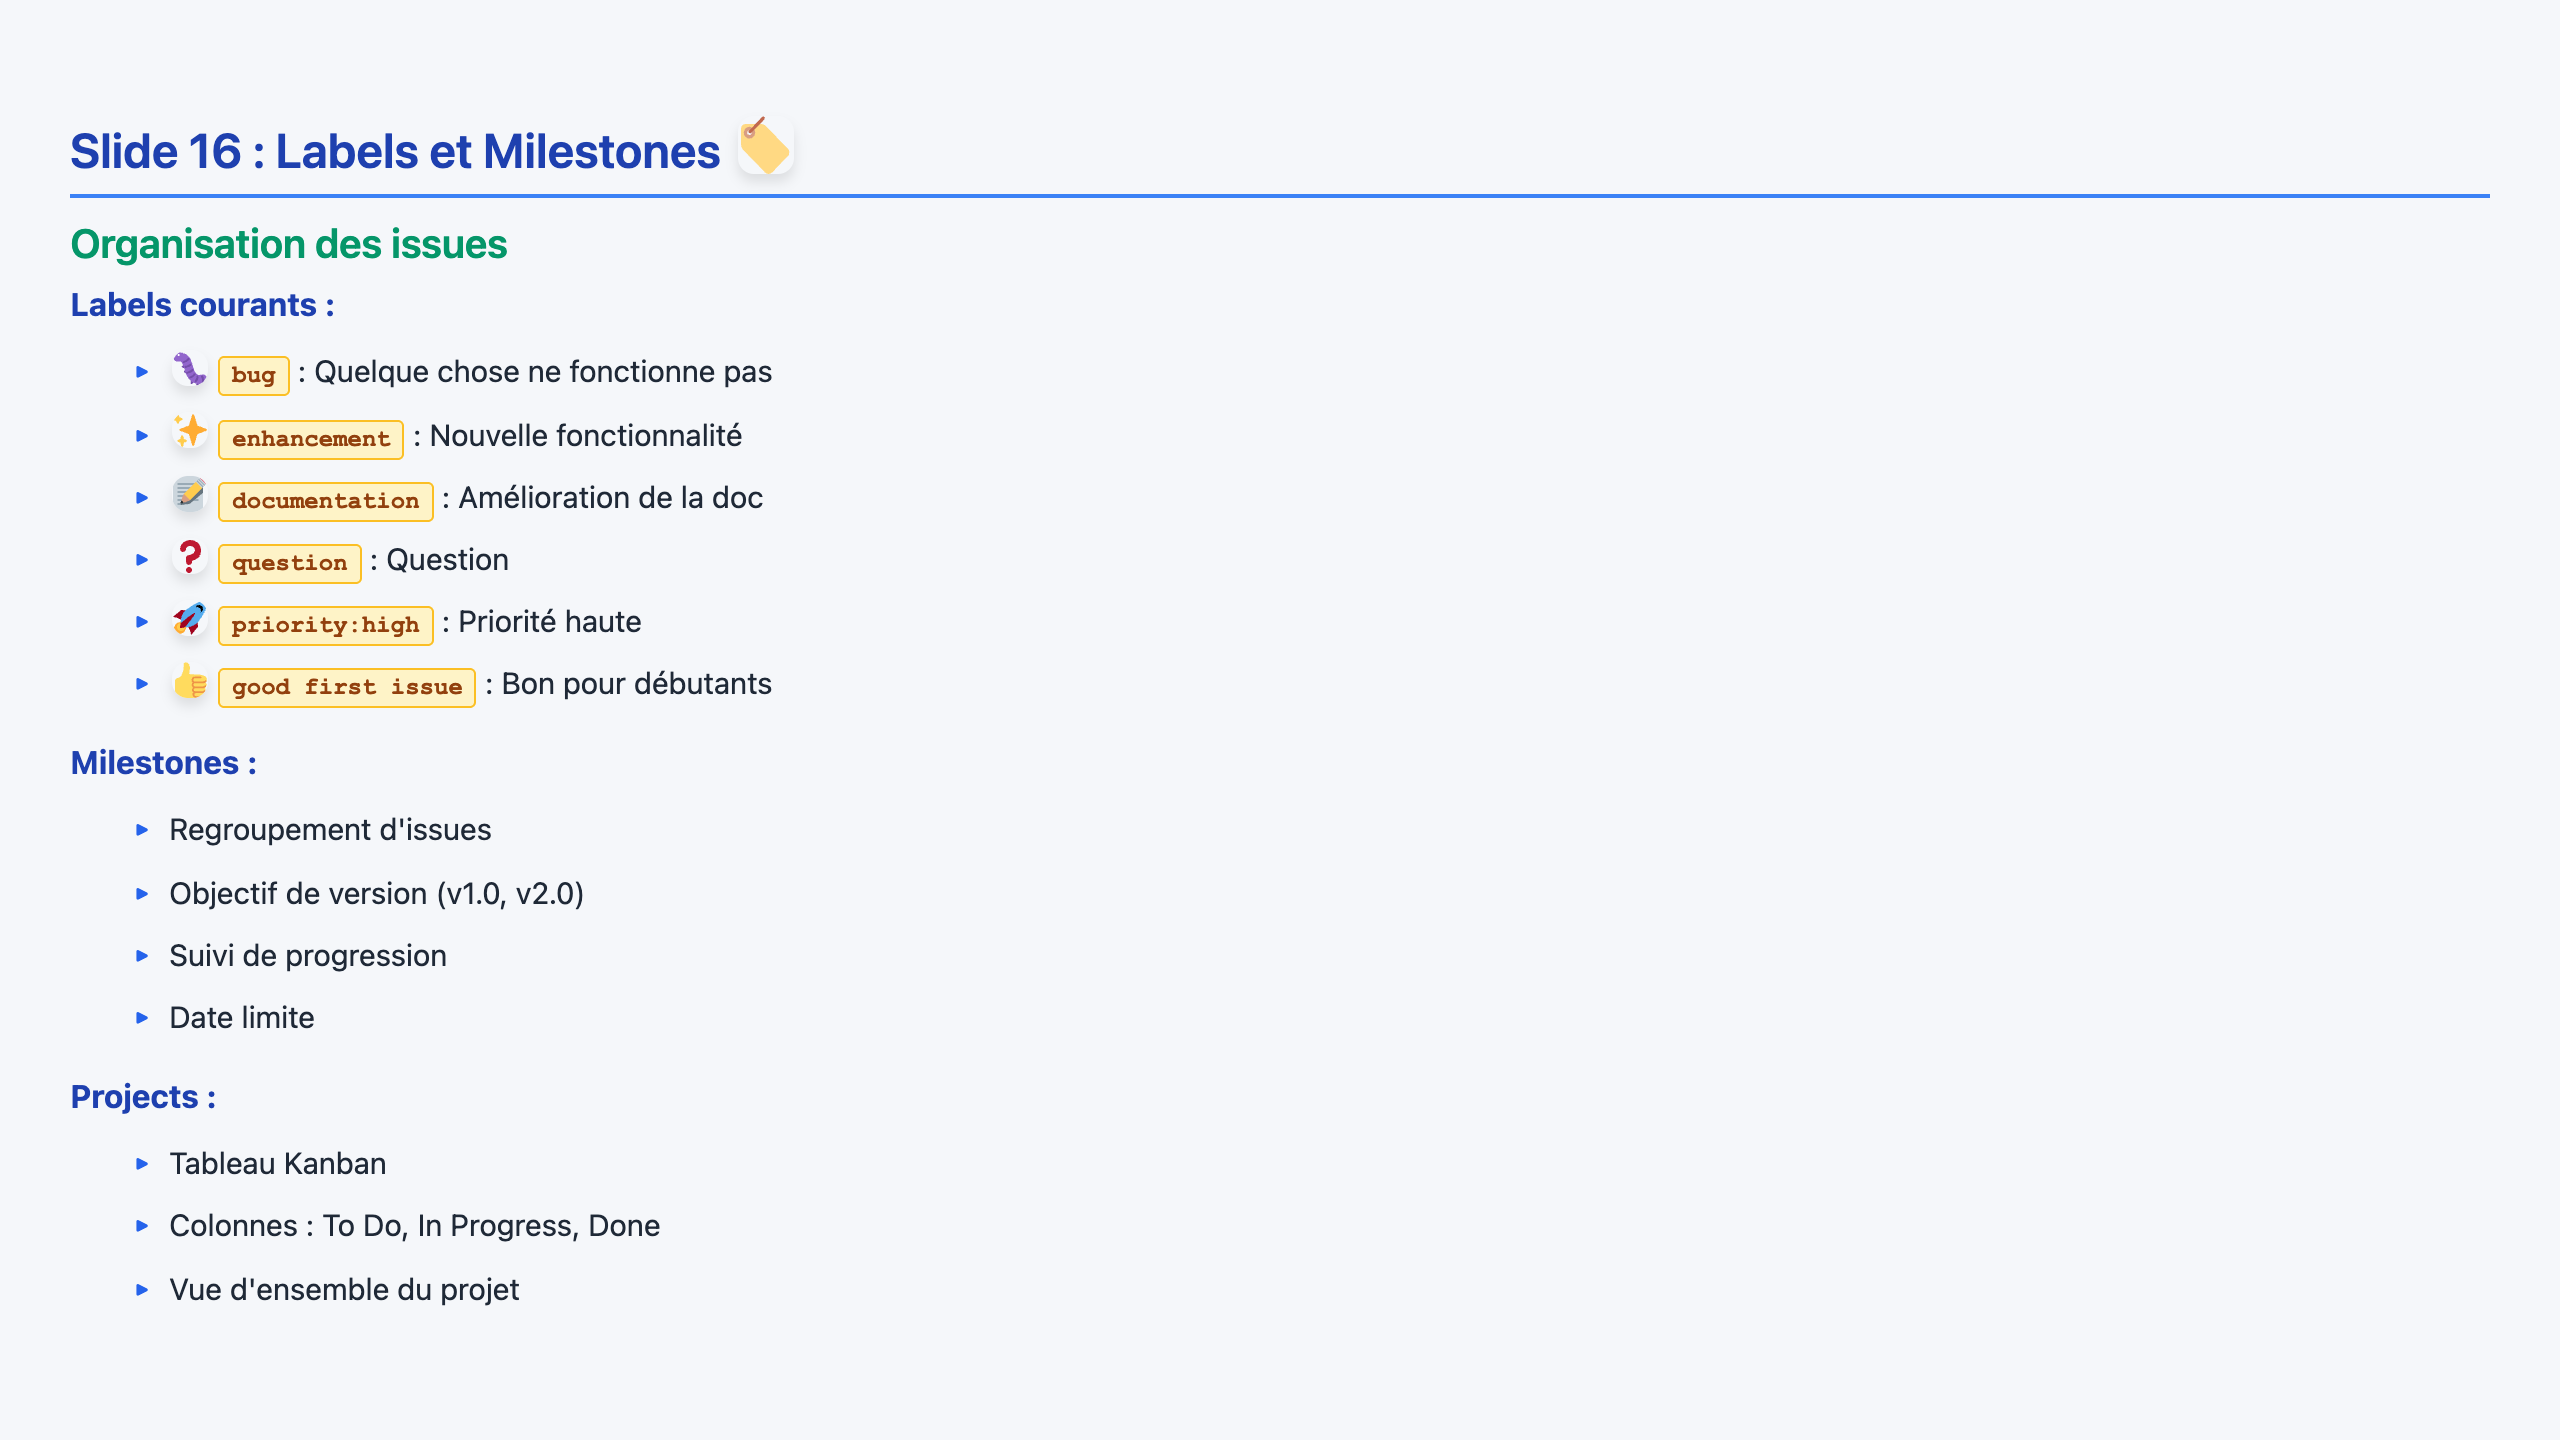 Slide 16 : Labels et Milestones
Organisation des issues
Labels courants :
bug : Quelque chose ne fonctionne pas
enhancement : Nouvelle fonctionnalité
documentation : Amélioration de la doc
question : Question
priority:high : Priorité haute
good first issue : Bon pour débutants
Milestones :
Regroupement d'issues
Objectif de version (v1.0, v2.0)
Suivi de progression
Date limite
Projects :
Tableau Kanban
Colonnes : To Do, In Progress, Done
Vue d'ensemble du projet